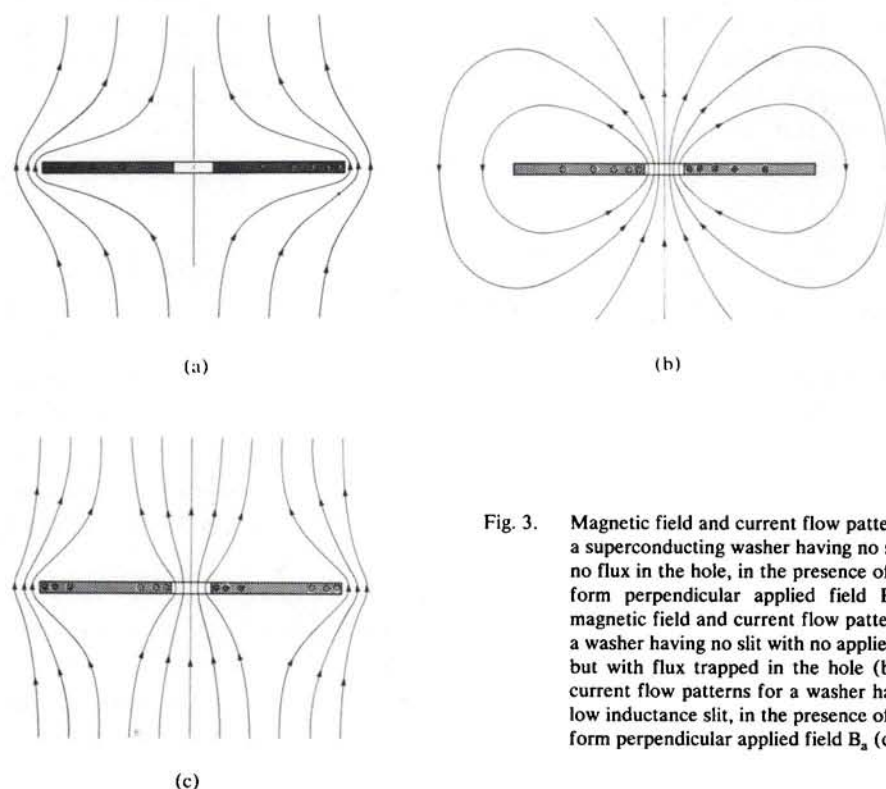 (a)
(b)
(c)
Fig. 3. Magnetic field and current flow patte
a superconducting washer having no
no flux in the hole, in the presence of
form perpendicular applied field
magnetic field and current flow patte
a washer having no slit with no applie
but with flux trapped in the hole (b
current flow patterns for a washer ha
low inductance slit, in the presence of
form perpendicular applied field Bₐ (c